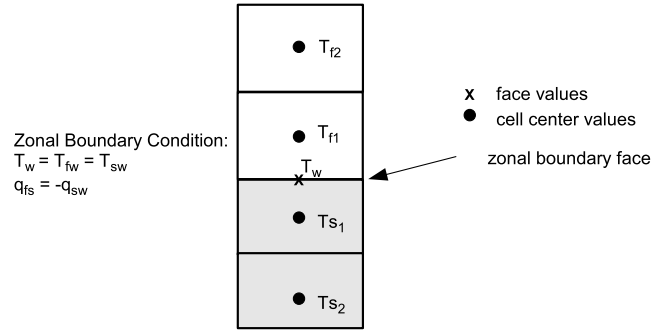 T_f2
x face values
● cell center values
Zonal Boundary Condition:
T_w = T_fw = T_sw
q_fs = -q_sw
T_f1
zonal boundary face
T_w
x
Ts_1
Ts_2